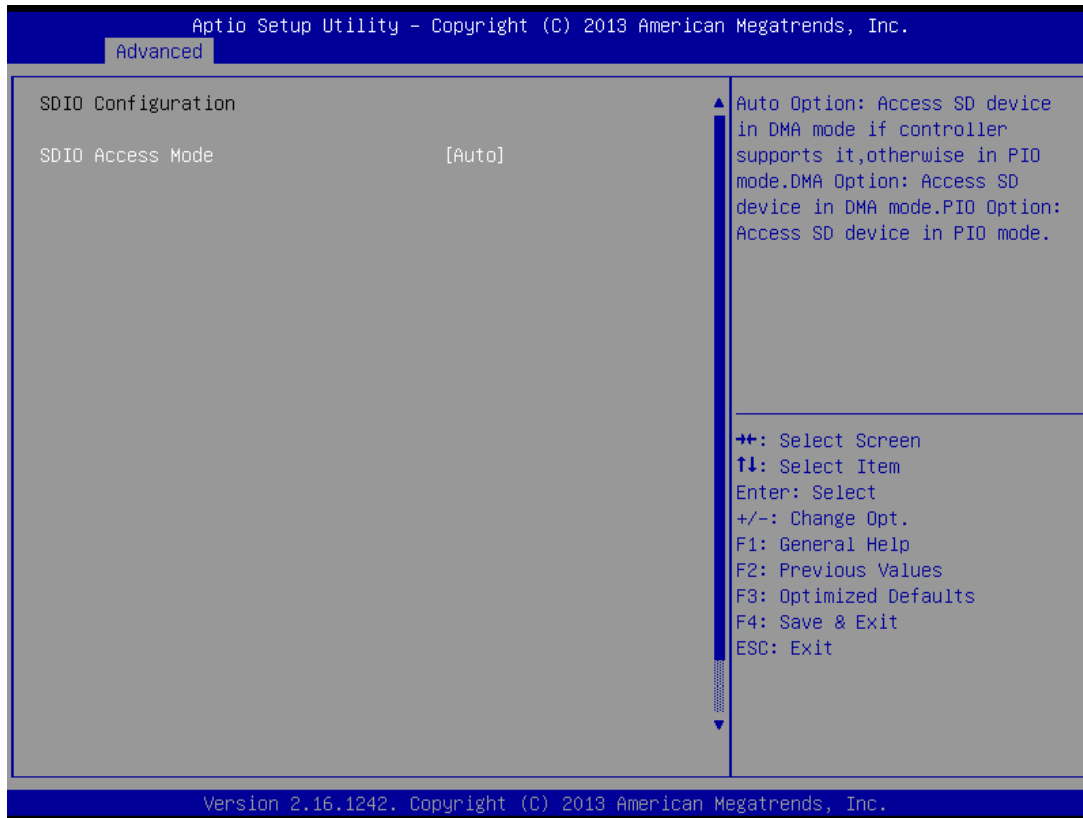 Aptio Setup Utility – Copyright (C) 2013 American Megatrends, Inc.
Advanced
SDIO Configuration
SDIO Access Mode [Auto]
Auto Option: Access SD device
in DMA mode if controller
supports it,otherwise in PIO
mode.DMA Option: Access SD
device in DMA mode.PIO Option:
Access SD device in PIO mode.
→←: Select Screen
↑↓: Select Item
Enter: Select
+/-: Change Opt.
F1: General Help
F2: Previous Values
F3: Optimized Defaults
F4: Save & Exit
ESC: Exit
Version 2.16.1242. Copyright (C) 2013 American Megatrends, Inc.